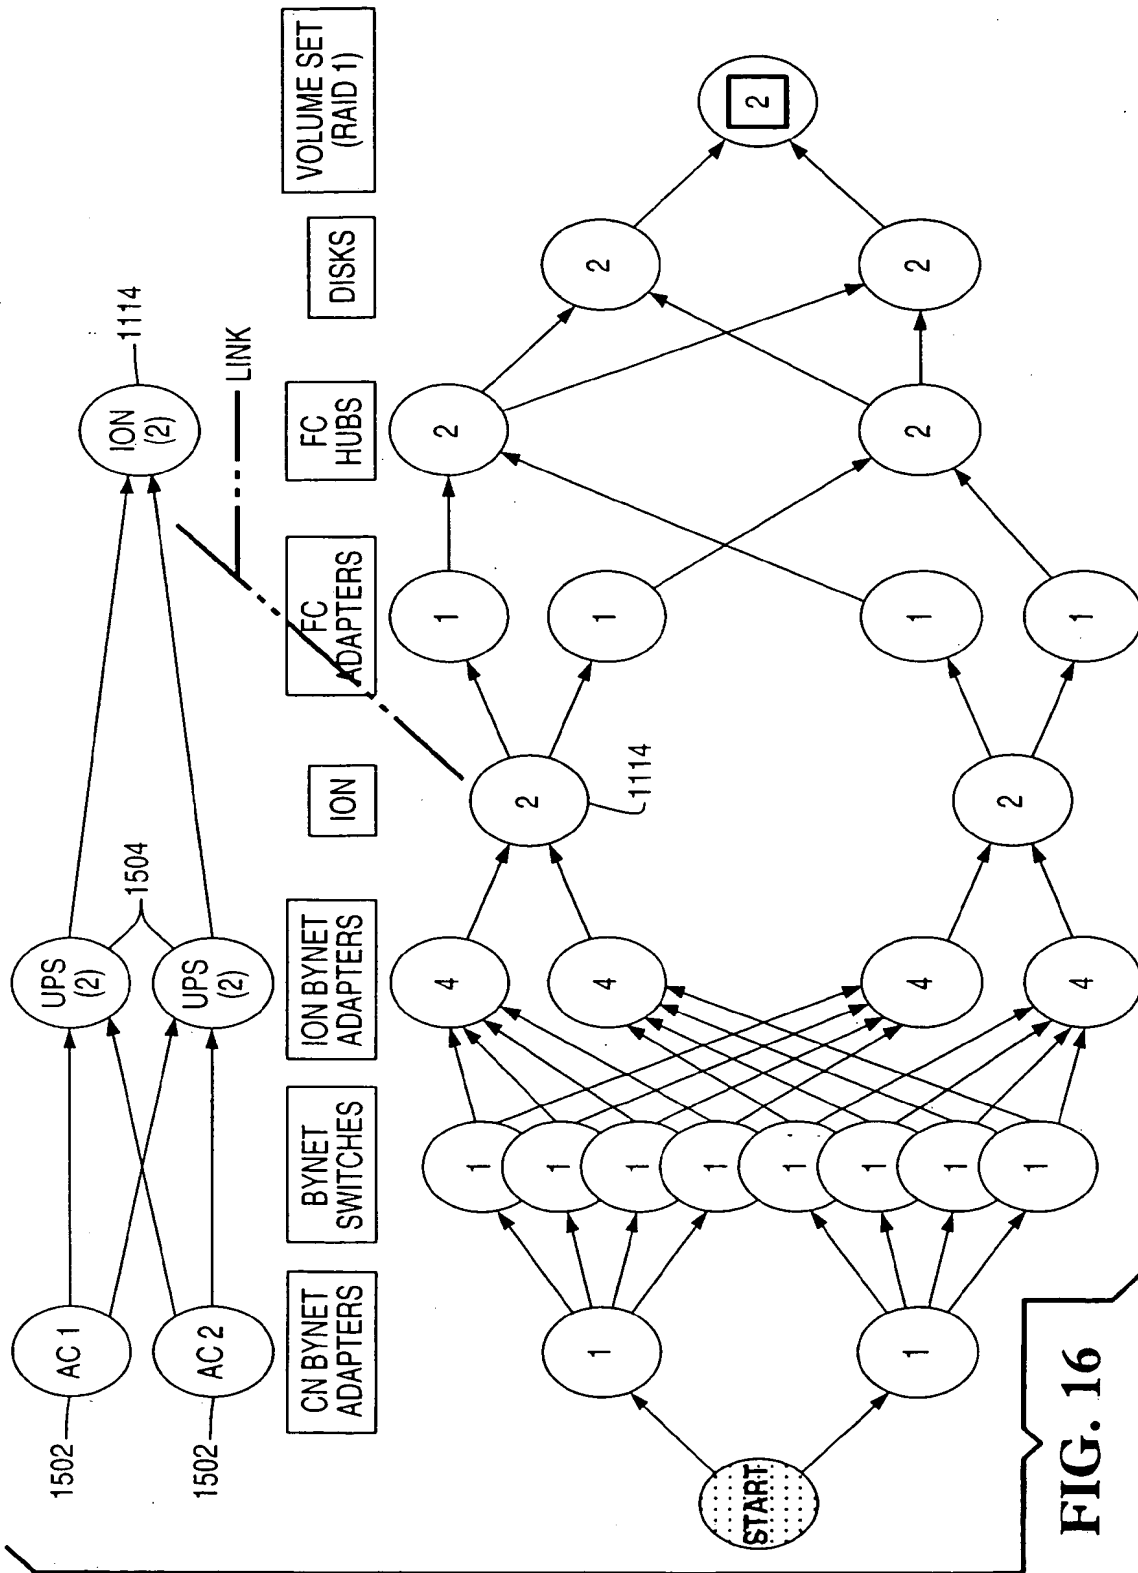 1502
AC 1
UPS
(2)
1504
1502
AC 2
UPS
(2)
ION
(2)
1114
LINK
CN BYNET
ADAPTERS
BYNET
SWITCHES
ION BYNET
ADAPTERS
ION
FC
ADAPTERS
FC
HUBS
DISKS
VOLUME SET
(RAID 1)
START
1
1
1
1
1
1
1
1
1
1
4
4
4
4
2
1114
2
1
1
1
1
2
2
2
2
2
FIG. 16